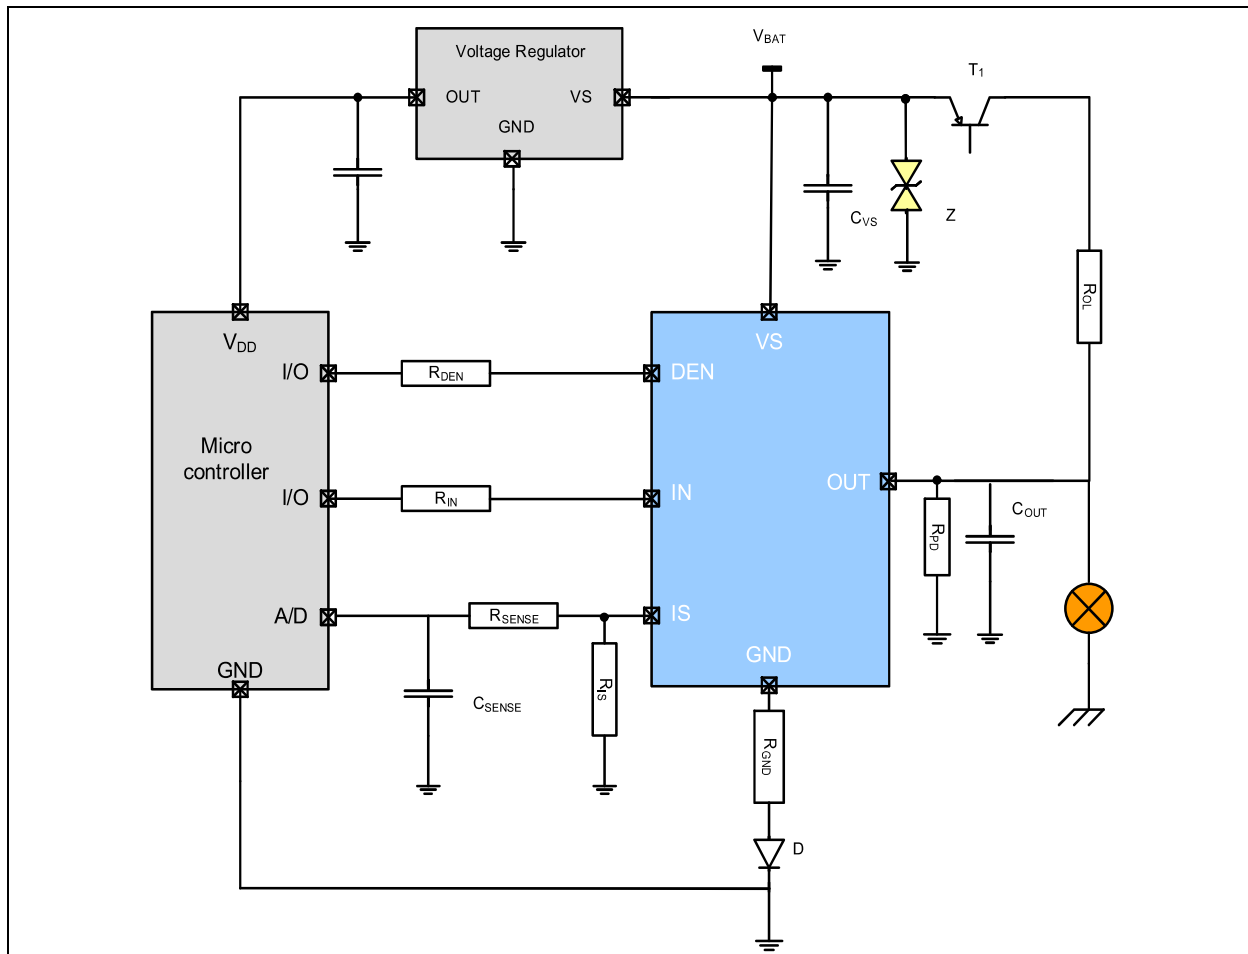 Voltage Regulator
OUT
VS
GND
VBAT
T1
CVS
Z
ROL
VDD
I/O
RDEN
DEN
VS
Micro
controller
I/O
RIN
IN
OUT
RPD
COUT
A/D
RSENSE
IS
GND
CSENSE
RIS
GND
RGND
D